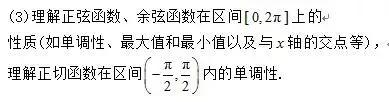 (3)理解正弦函数、余弦函数在区间[0,2π]上的
性质(如单调性、最大值和最小值以及与x轴的交点等),
理解正切函数在区间(-π/2,π/2)内的单调性.